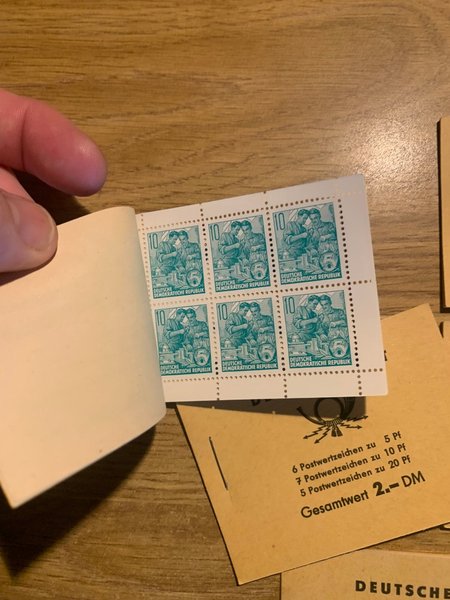 10 10 10
DEUTSCHE DEUTSCHE DEUTSCHE
DEMOKRATISCHE REPUBLIK DEMOKRATISCHE REPUBLIK DEMOKRATISCHE REPUBLIK
10 10 10
DEUTSCHE DEUTSCHE DEUTSCHE
DEMOKRATISCHE REPUBLIK DEMOKRATISCHE REPUBLIK DEMOKRATISCHE REPUBLIK
6 Postwertzeichen zu 5 Pf
7 Postwertzeichen zu 10 Pf
5 Postwertzeichen zu 20 Pf
Gesamtwert 2.– DM
DEUTSCHE